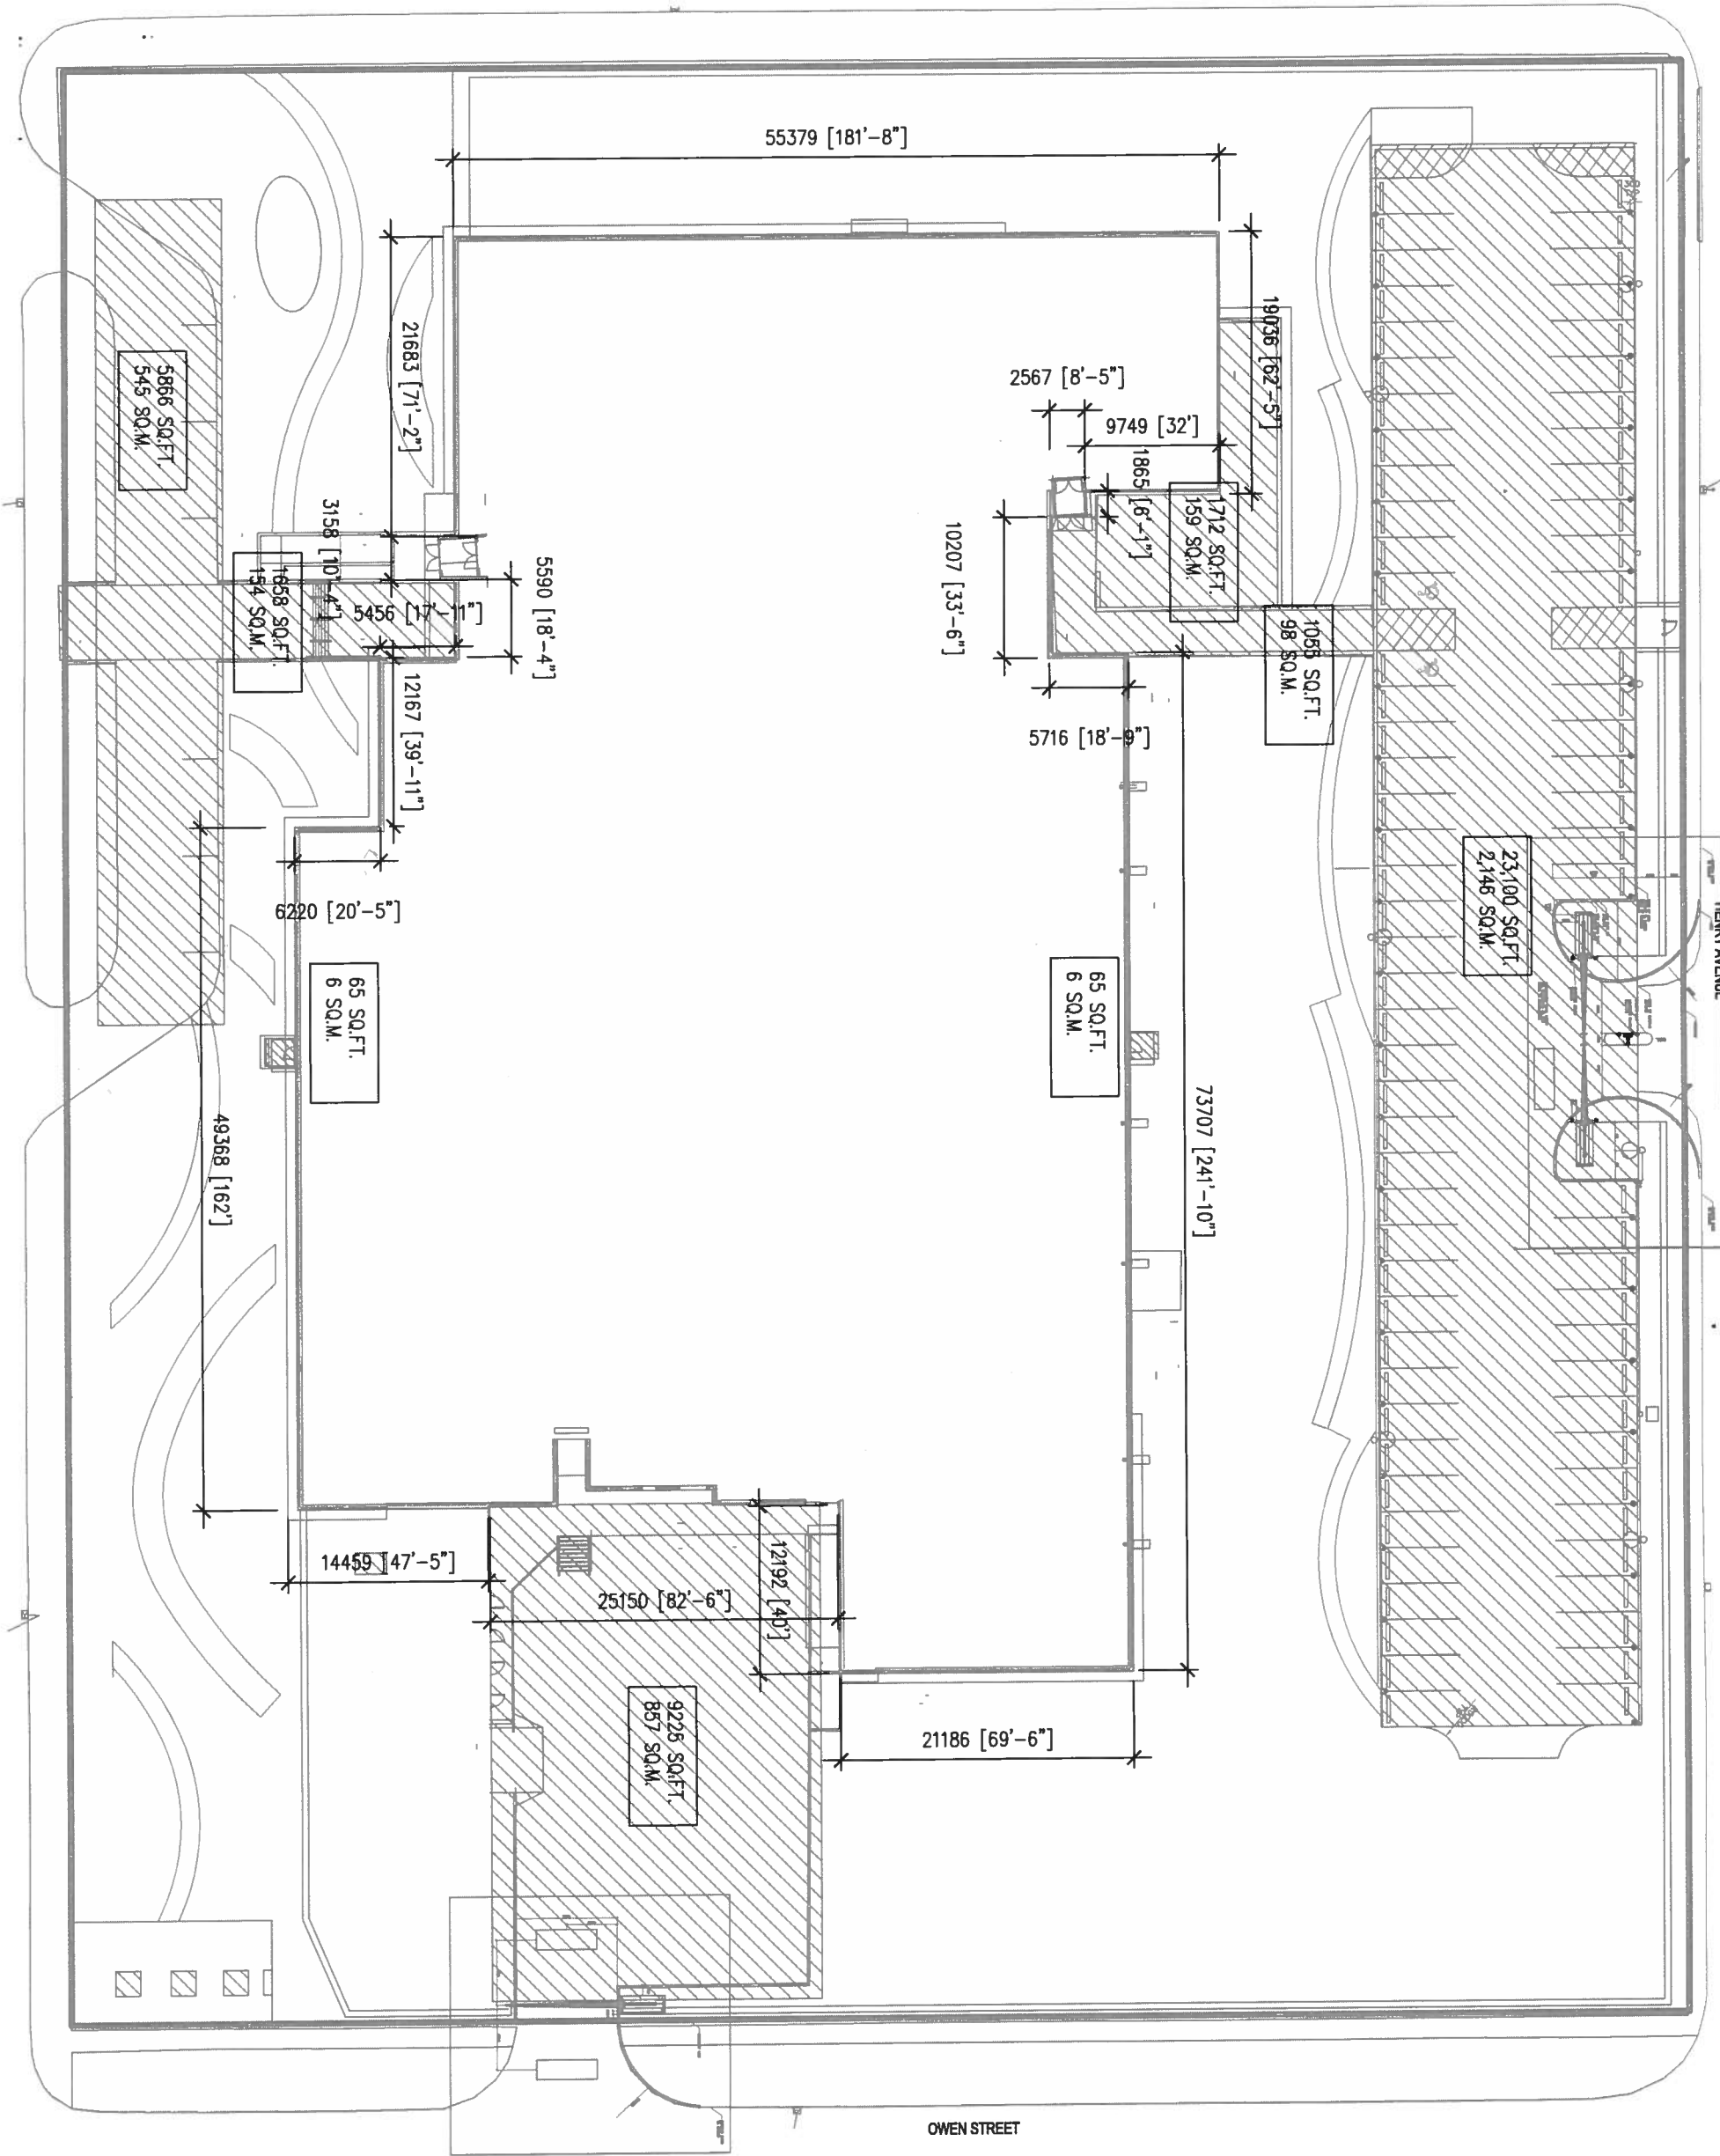 HENRY AVENUE
55379 [181'-8"]
19036 [62'-5"]
21683 [71'-2"]
2567 [8'-5"]
9749 [32']
5866 SQ.FT.
545 SQ.M.
1865 [6'-1"]
1712 SQ.FT.
159 SQ.M.
3158 [10'-4"]
10207 [33'-6"]
5590 [18'-4"]
1658 SQ.FT.
154 SQ.M.
5456 [17'-11"]
1055 SQ.FT.
98 SQ.M.
12167 [39'-11"]
5716 [18'-9"]
23,100 SQ.FT.
2,146 SQ.M.
6220 [20'-5"]
65 SQ.FT.
6 SQ.M.
65 SQ.FT.
6 SQ.M.
49368 [162']
73707 [241'-10"]
14459 [47'-5"]
25150 [82'-6"]
12192 [40']
9225 SQ.FT.
857 SQ.M.
21186 [69'-6"]
OWEN STREET